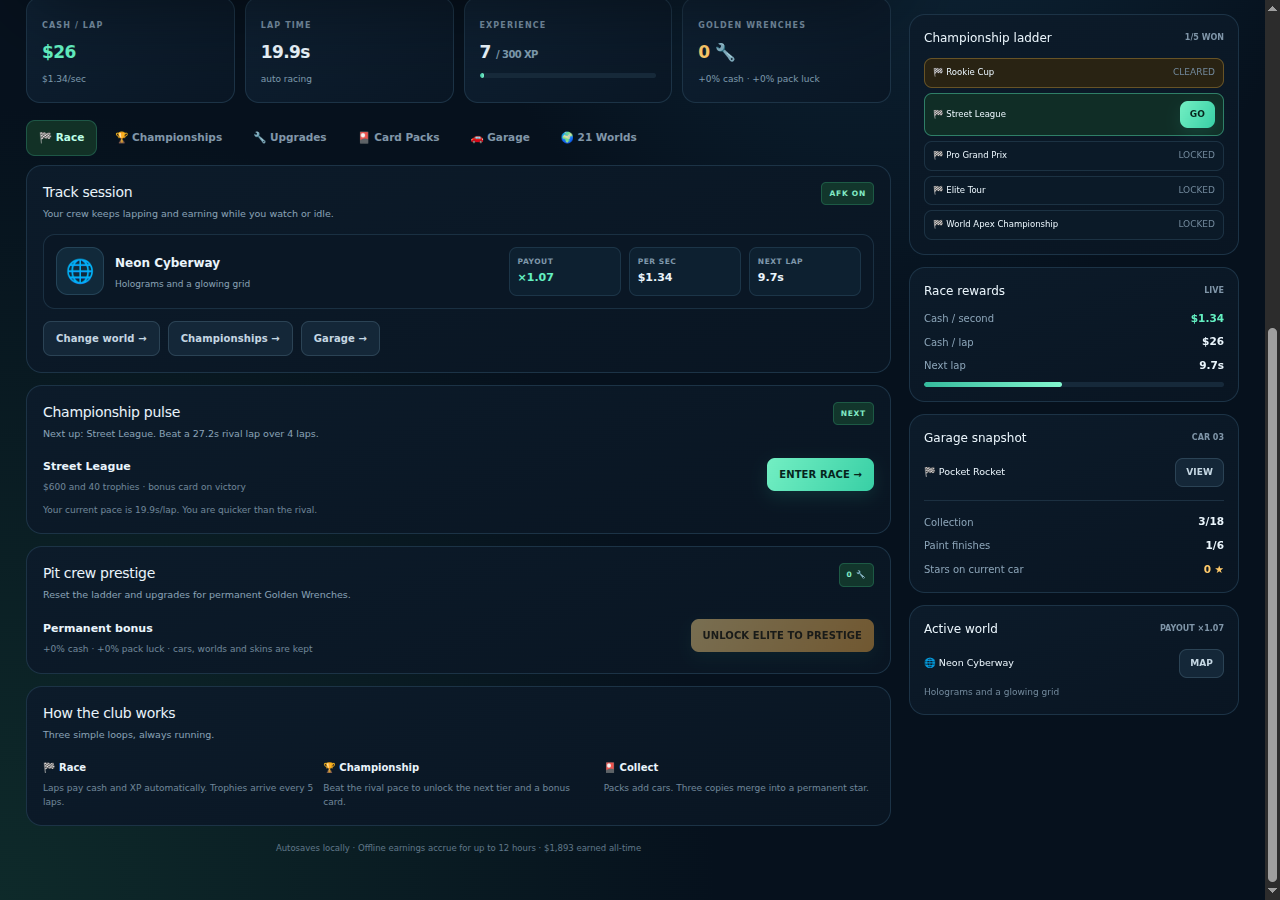 CASH / LAP
$26
$1.34/sec
LAP TIME
19.9s
auto racing
EXPERIENCE
7 / 300 XP
GOLDEN WRENCHES
0 🔧
+0% cash · +0% pack luck
🏁 Race
🏆 Championships
🔧 Upgrades
🎴 Card Packs
🚗 Garage
🌍 21 Worlds
Track session
AFK ON
Your crew keeps lapping and earning while you watch or idle.
Neon Cyberway
Holograms and a glowing grid
PAYOUT
×1.07
PER SEC
$1.34
NEXT LAP
9.7s
Change world →
Championships →
Garage →
Championship pulse
NEXT
Next up: Street League. Beat a 27.2s rival lap over 4 laps.
Street League
$600 and 40 trophies · bonus card on victory
Your current pace is 19.9s/lap. You are quicker than the rival.
ENTER RACE →
Pit crew prestige
0 🔧
Reset the ladder and upgrades for permanent Golden Wrenches.
Permanent bonus
+0% cash · +0% pack luck · cars, worlds and skins are kept
UNLOCK ELITE TO PRESTIGE
How the club works
Three simple loops, always running.
🏁 Race
Laps pay cash and XP automatically. Trophies arrive every 5
laps.
🏆 Championship
Beat the rival pace to unlock the next tier and a bonus
card.
🎴 Collect
Packs add cars. Three copies merge into a permanent star.
Autosaves locally · Offline earnings accrue for up to 12 hours · $1,893 earned all-time
Championship ladder
1/5 WON
🏁 Rookie Cup
CLEARED
🏁 Street League
GO
🏁 Pro Grand Prix
LOCKED
🏁 Elite Tour
LOCKED
🏁 World Apex Championship
LOCKED
Race rewards
LIVE
Cash / second
$1.34
Cash / lap
$26
Next lap
9.7s
Garage snapshot
CAR 03
🏁 Pocket Rocket
VIEW
Collection
3/18
Paint finishes
1/6
Stars on current car
0 ★
Active world
PAYOUT ×1.07
🌐 Neon Cyberway
MAP
Holograms and a glowing grid